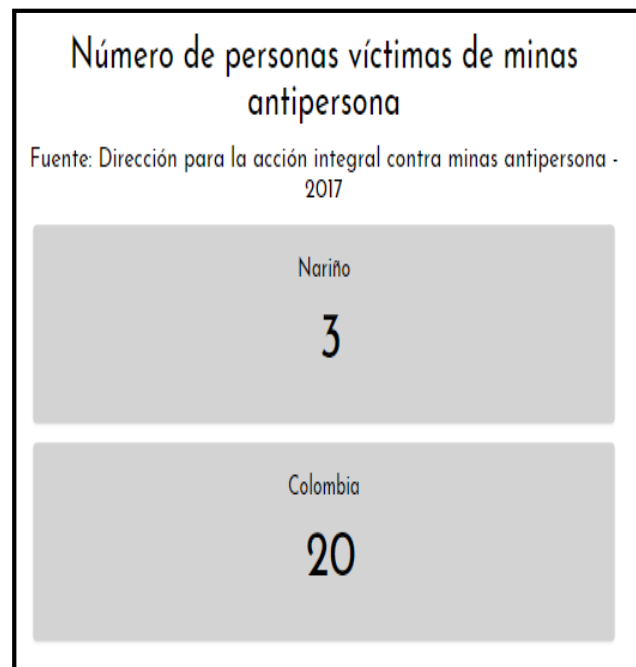 Número de personas víctimas de minas
antipersona
Fuente: Dirección para la acción integral contra minas antipersona -
2017
Nariño
3
Colombia
20